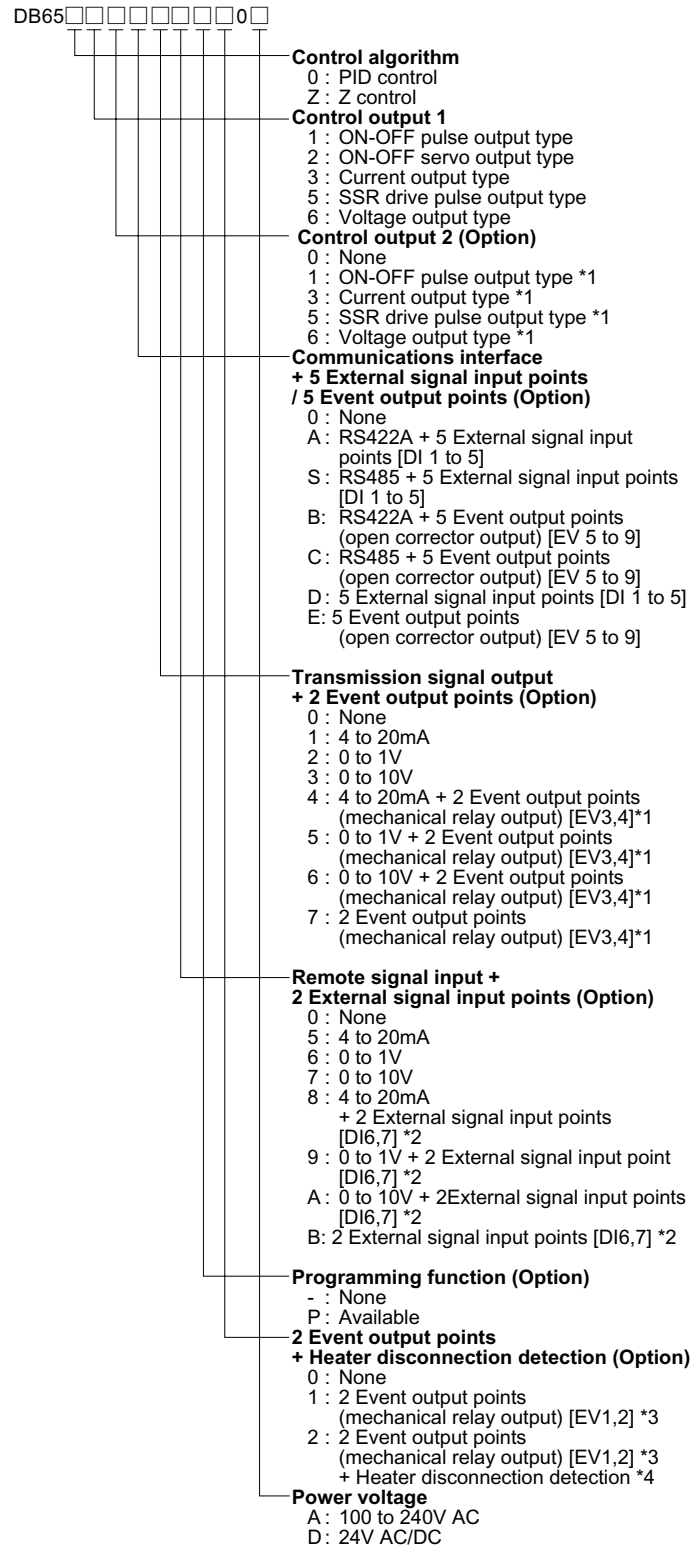 DB65□□□□□□□□0□
Control algorithm
0 : PID control
Z : Z control
Control output 1
1 : ON-OFF pulse output type
2 : ON-OFF servo output type
3 : Current output type
5 : SSR drive pulse output type
6 : Voltage output type
Control output 2 (Option)
0 : None
1 : ON-OFF pulse output type *1
3 : Current output type *1
5 : SSR drive pulse output type *1
6 : Voltage output type *1
Communications interface
+ 5 External signal input points
/ 5 Event output points (Option)
0 : None
A : RS422A + 5 External signal input
points [DI 1 to 5]
S : RS485 + 5 External signal input points
[DI 1 to 5]
B: RS422A + 5 Event output points
(open corrector output) [EV 5 to 9]
C : RS485 + 5 Event output points
(open corrector output) [EV 5 to 9]
D : 5 External signal input points [DI 1 to 5]
E: 5 Event output points
(open corrector output) [EV 5 to 9]
Transmission signal output
+ 2 Event output points (Option)
0 : None
1 : 4 to 20mA
2 : 0 to 1V
3 : 0 to 10V
4 : 4 to 20mA + 2 Event output points
(mechanical relay output) [EV3,4]*1
5 : 0 to 1V + 2 Event output points
(mechanical relay output) [EV3,4]*1
6 : 0 to 10V + 2 Event output points
(mechanical relay output) [EV3,4]*1
7 : 2 Event output points
(mechanical relay output) [EV3,4]*1
Remote signal input +
2 External signal input points (Option)
0 : None
5 : 4 to 20mA
6 : 0 to 1V
7 : 0 to 10V
8 : 4 to 20mA
+ 2 External signal input points
[DI6,7] *2
9 : 0 to 1V + 2 External signal input point
[DI6,7] *2
A : 0 to 10V + 2External signal input points
[DI6,7] *2
B: 2 External signal input points [DI6,7] *2
Programming function (Option)
- : None
P : Available
2 Event output points
+ Heater disconnection detection (Option)
0 : None
1 : 2 Event output points
(mechanical relay output) [EV1,2] *3
2 : 2 Event output points
(mechanical relay output) [EV1,2] *3
+ Heater disconnection detection *4
Power voltage
A : 100 to 240V AC
D : 24V AC/DC